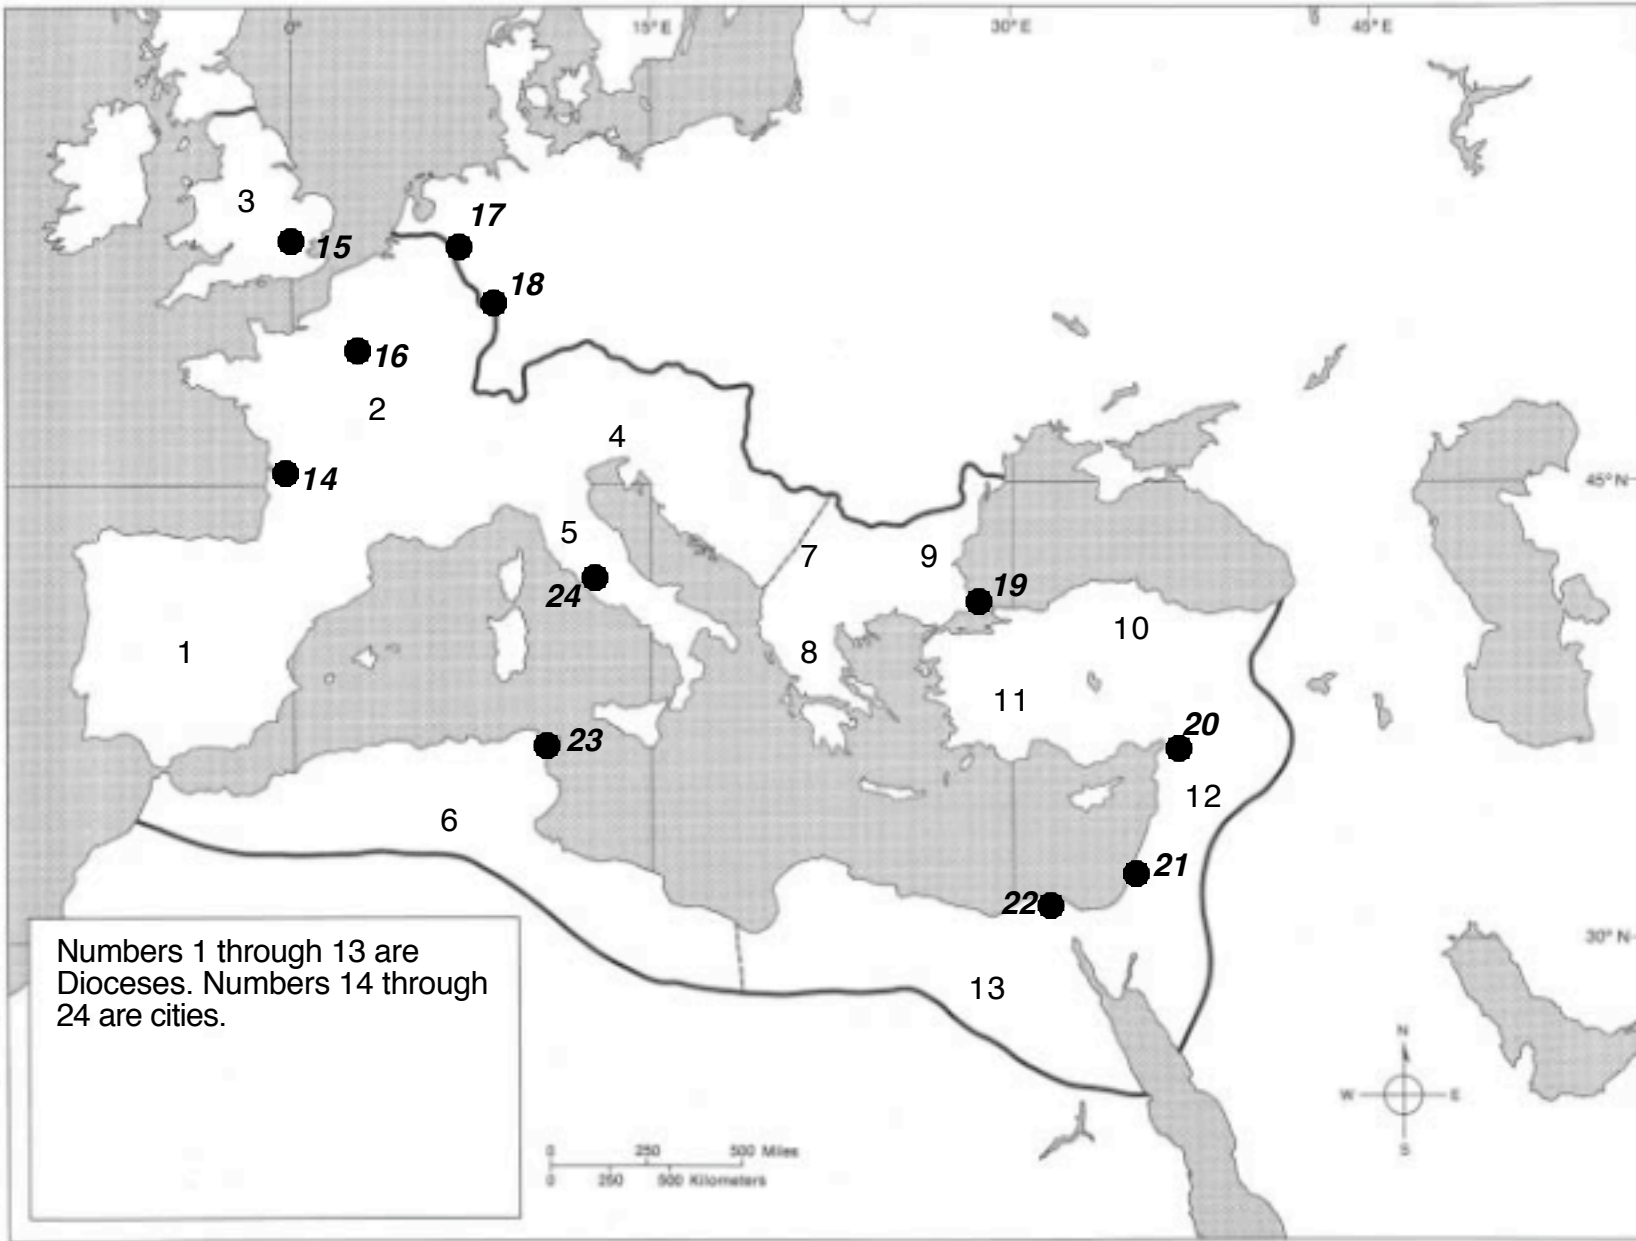 0°
15° E
30° E
45° E
3
17
15
18
16
2
4
14
45° N
5
7
9
24
19
10
1
8
11
23
20
12
6
21
22
30° N
Numbers 1 through 13 are
Dioceses. Numbers 14 through
24 are cities.
13
N
W
E
S
0 250 500 Miles
0 250 500 Kilometers